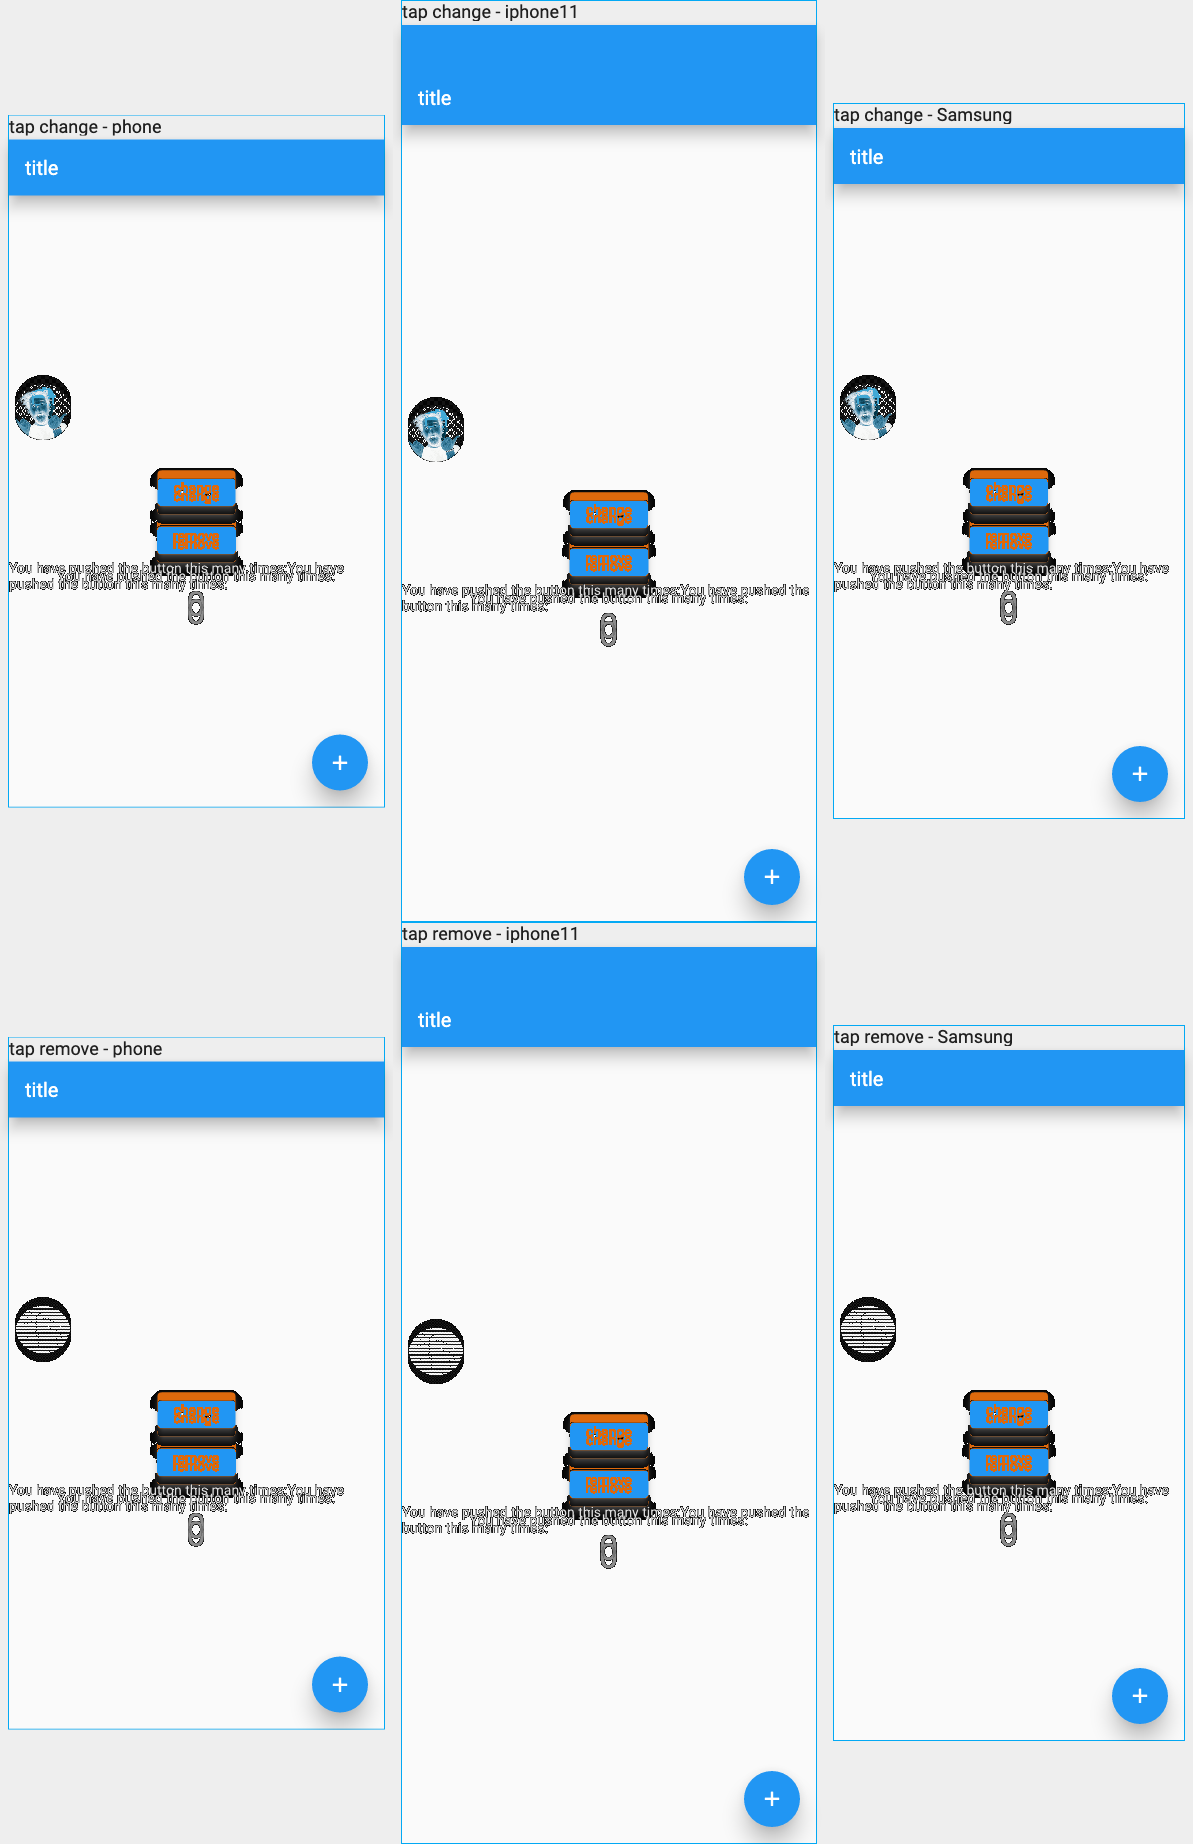 tap change - phone
title
change
remove
You have pushed the button this many times:You have
You have pushed the button this many times:
pushed the button this many times:
tap change - iphone11
title
change
remove
You have pushed the button this many times:You have pushed the
You have pushed the button this many times:
button this many times:
tap change - Samsung
title
change
remove
You have pushed the button this many times:You have
You have pushed the button this many times:
pushed the button this many times:
tap remove - phone
title
change
remove
You have pushed the button this many times:You have
You have pushed the button this many times:
pushed the button this many times:
tap remove - iphone11
title
change
remove
You have pushed the button this many times:You have pushed the
You have pushed the button this many times:
button this many times:
tap remove - Samsung
title
change
remove
You have pushed the button this many times:You have
You have pushed the button this many times:
pushed the button this many times: